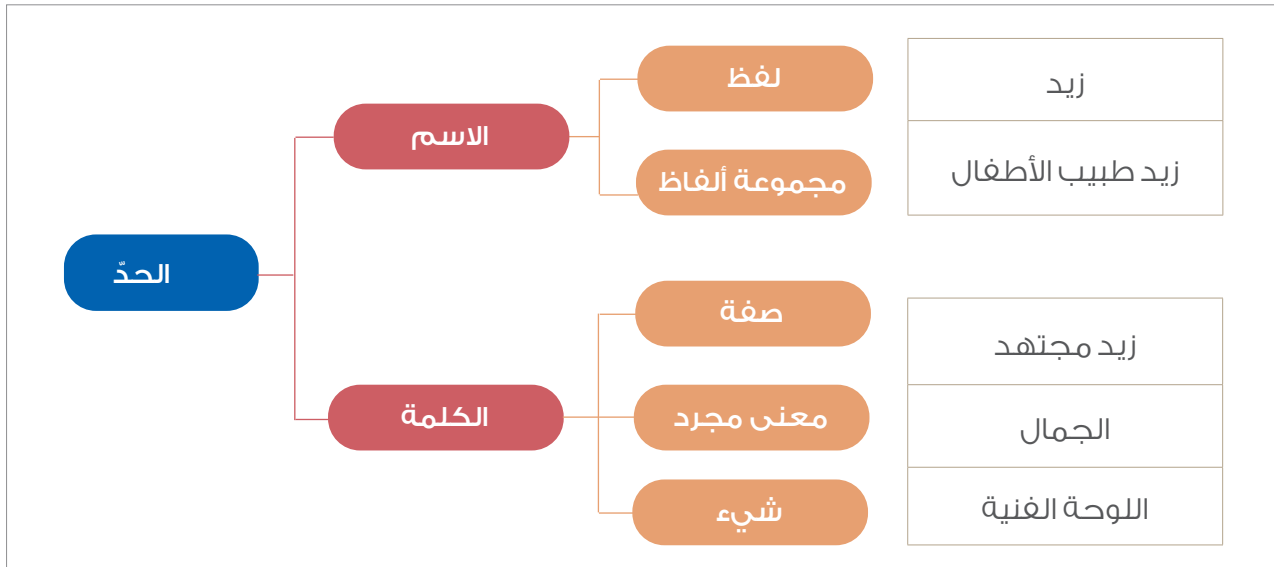 الحدّ
الاسم
لفظ
زيد
مجموعة ألفاظ
زيد طبيب الأطفال
الكلمة
صفة
زيد مجتهد
معنى مجرد
الجمال
شيء
اللوحة الفنية